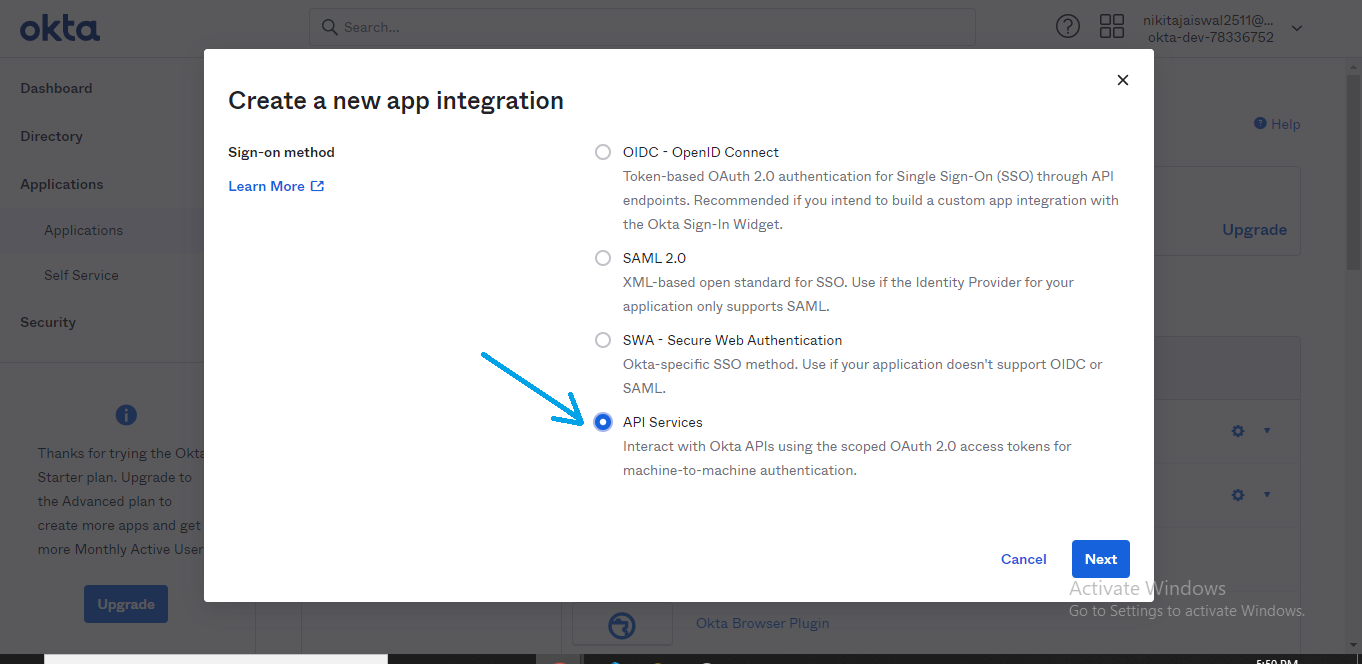 okta
Search...
nikitajaiswal2511@...
okta-dev-78336752
Dashboard
Directory
Applications
Applications
Self Service
Security
Thanks for trying the Okta
Starter plan. Upgrade to
the Advanced plan to
create more apps and get
more Monthly Active User
Upgrade
Help
Upgrade
Create a new app integration
Sign-on method
Learn More
OIDC - OpenID Connect
Token-based OAuth 2.0 authentication for Single Sign-On (SSO) through API
endpoints. Recommended if you intend to build a custom app integration with
the Okta Sign-In Widget.
SAML 2.0
XML-based open standard for SSO. Use if the Identity Provider for your
application only supports SAML.
SWA - Secure Web Authentication
Okta-specific SSO method. Use if your application doesn't support OIDC or
SAML.
API Services
Interact with Okta APIs using the scoped OAuth 2.0 access tokens for
machine-to-machine authentication.
Cancel
Next
Activate Windows
Go to Settings to activate Windows.
Okta Browser Plugin
5:50 PM